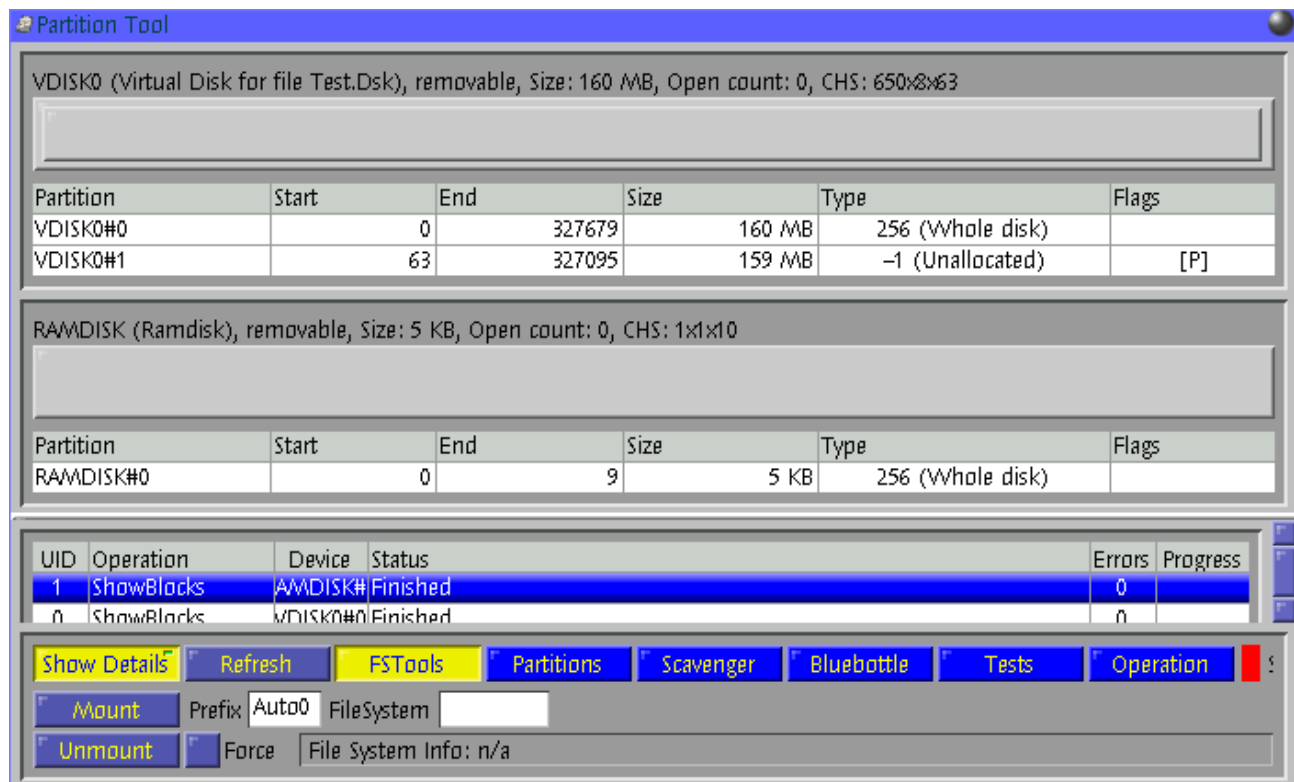 Partition Tool
VDISK0 (Virtual Disk for file Test.Dsk), removable, Size: 160 MB, Open count: 0, CHS: 650x8x63
Partition Start End Size Type Flags
VDISK0#0 0 327679 160 MB 256 (Whole disk)
VDISK0#1 63 327095 159 MB –1 (Unallocated) [P]
RAMDISK (Ramdisk), removable, Size: 5 KB, Open count: 0, CHS: 1x1x10
Partition Start End Size Type Flags
RAMDISK#0 0 9 5 KB 256 (Whole disk)
UID Operation Device Status Errors Progress
1 ShowBlocks AMDISK# Finished 0
0 ShowBlocks VDISK0#0 Finished 0
Show Details Refresh FSTools Partitions Scavenger Bluebottle Tests Operation
Mount Prefix Auto0 FileSystem
Unmount Force File System Info: n/a